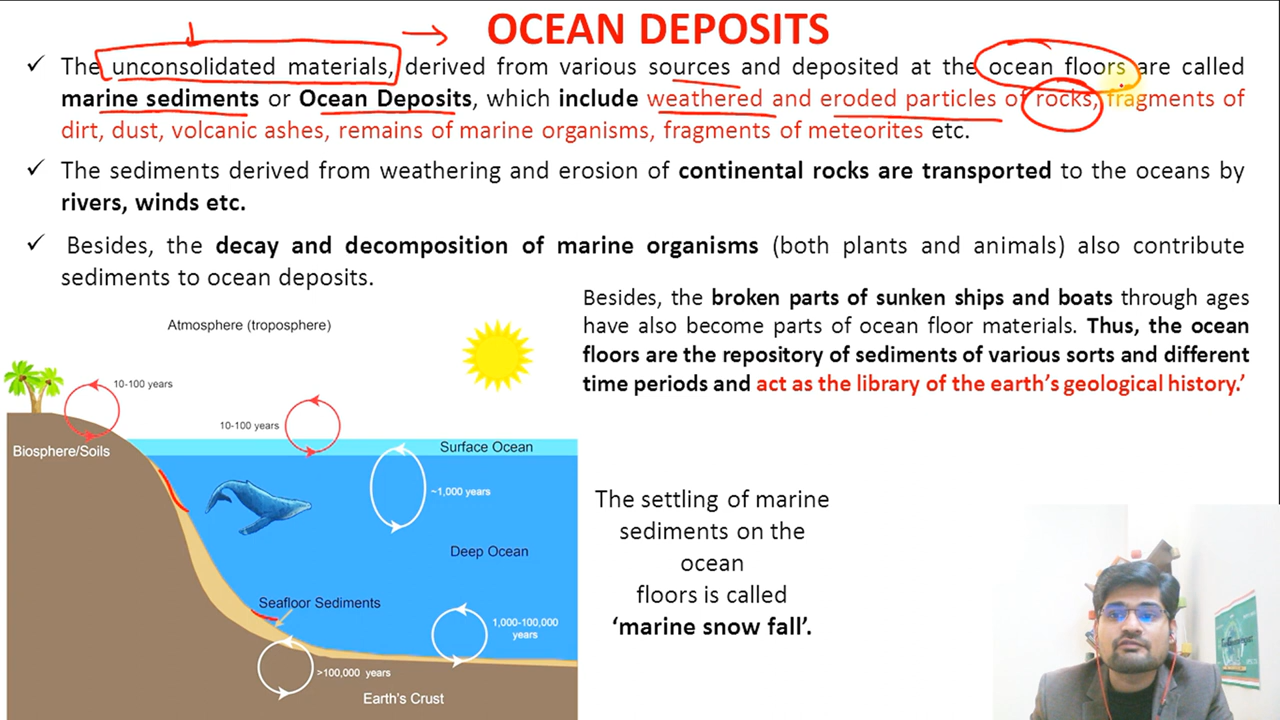 OCEAN DEPOSITS
✓ The unconsolidated materials, derived from various sources and deposited at the ocean floors are called
marine sediments or Ocean Deposits, which include weathered and eroded particles of rocks, fragments of
dirt, dust, volcanic ashes, remains of marine organisms, fragments of meteorites etc.
✓ The sediments derived from weathering and erosion of continental rocks are transported to the oceans by
rivers, winds etc.
✓ Besides, the decay and decomposition of marine organisms (both plants and animals) also contribute
sediments to ocean deposits.
Besides, the broken parts of sunken ships and boats through ages
have also become parts of ocean floor materials. Thus, the ocean
floors are the repository of sediments of various sorts and different
time periods and act as the library of the earth's geological history.'
Atmosphere (troposphere)
10-100 years
10-100 years
Biosphere/Soils
Surface Ocean
~1,000 years
Deep Ocean
Seafloor Sediments
1,000-100,000
years
>100,000 years
Earth's Crust
The settling of marine
sediments on the
ocean
floors is called
'marine snow fall'.